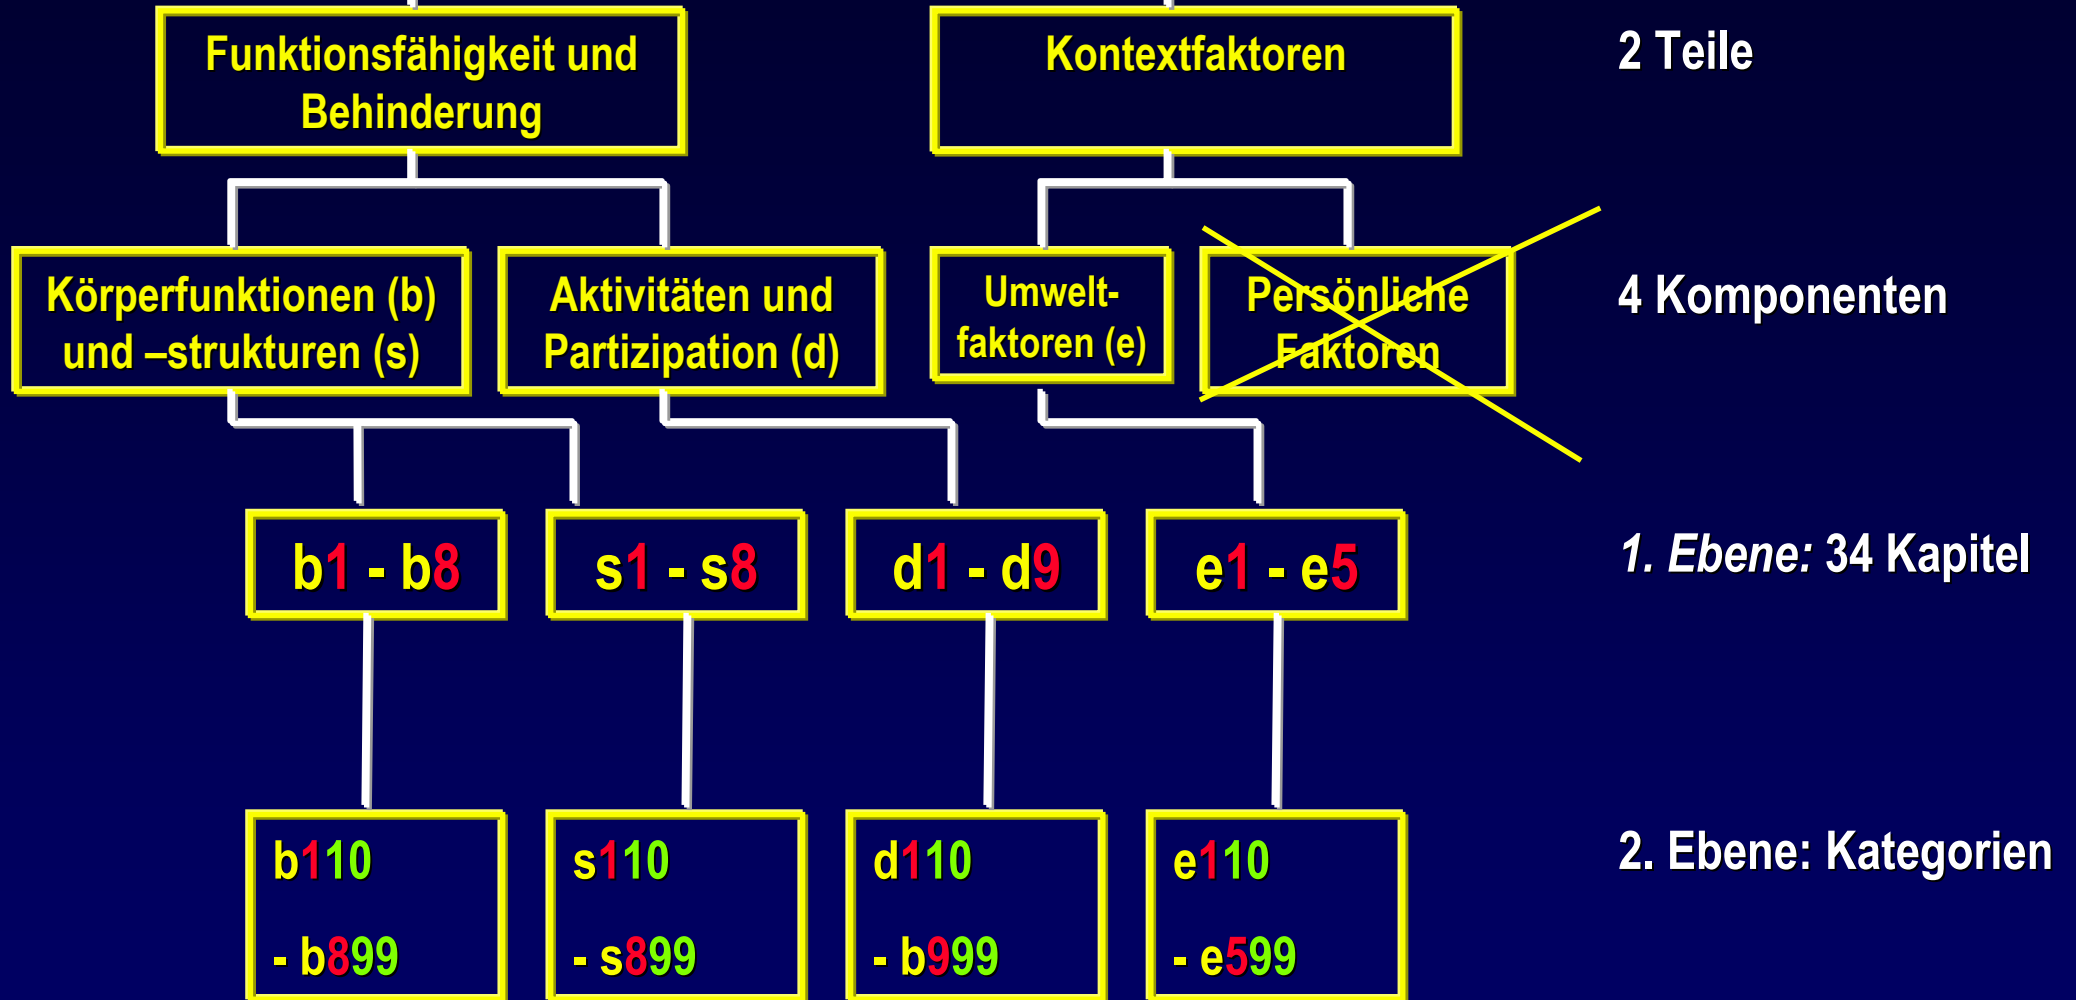 Funktionsfähigkeit und
Behinderung
Kontextfaktoren
2 Teile
Körperfunktionen (b)
und –strukturen (s)
Aktivitäten und
Partizipation (d)
Umwelt-
faktoren (e)
Persönliche
Faktoren
4 Komponenten
b1 - b8
s1 - s8
d1 - d9
e1 - e5
1. Ebene: 34 Kapitel
b110
- b899
s110
- s899
d110
- b999
e110
- e599
2. Ebene: Kategorien